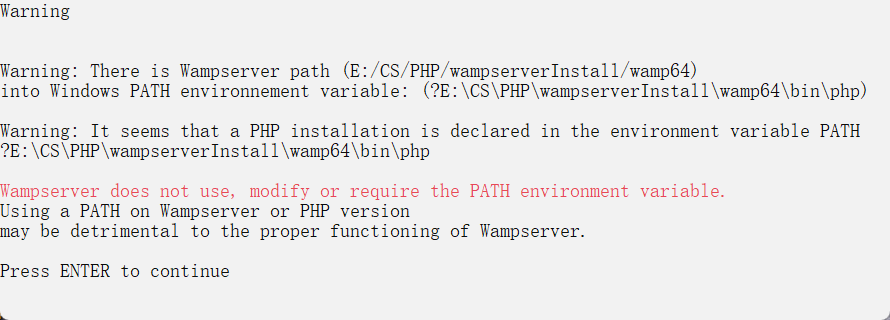 Warning
Warning: There is Wampserver path (E:/CS/PHP/wampserverInstall/wamp64)
into Windows PATH environnement variable: (?E:\CS\PHP\wampserverInstall\wamp64\bin\php)
Warning: It seems that a PHP installation is declared in the environment variable PATH
?E:\CS\PHP\wampserverInstall\wamp64\bin\php
Wampserver does not use, modify or require the PATH environment variable.
Using a PATH on Wampserver or PHP version
may be detrimental to the proper functioning of Wampserver.
Press ENTER to continue